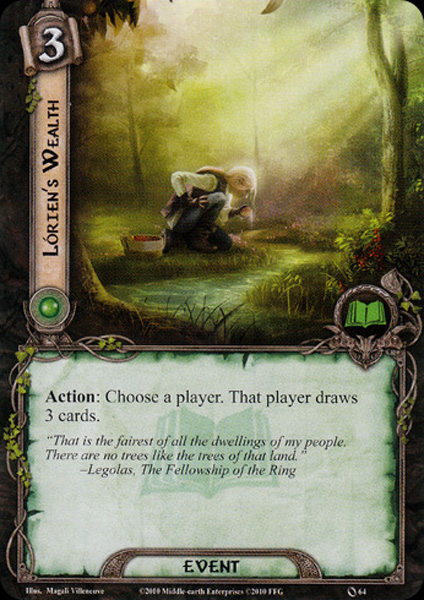 3
LÓRIEN'S WEALTH
Action: Choose a player. That player draws
3 cards.
“That is the fairest of all the dwellings of my people.
There are no trees like the trees of that land.”
–Legolas, The Fellowship of the Ring
EVENT
Illus. Magali Villeneuve
©2010 Middle-earth Enterprises ©2010 FFG
64